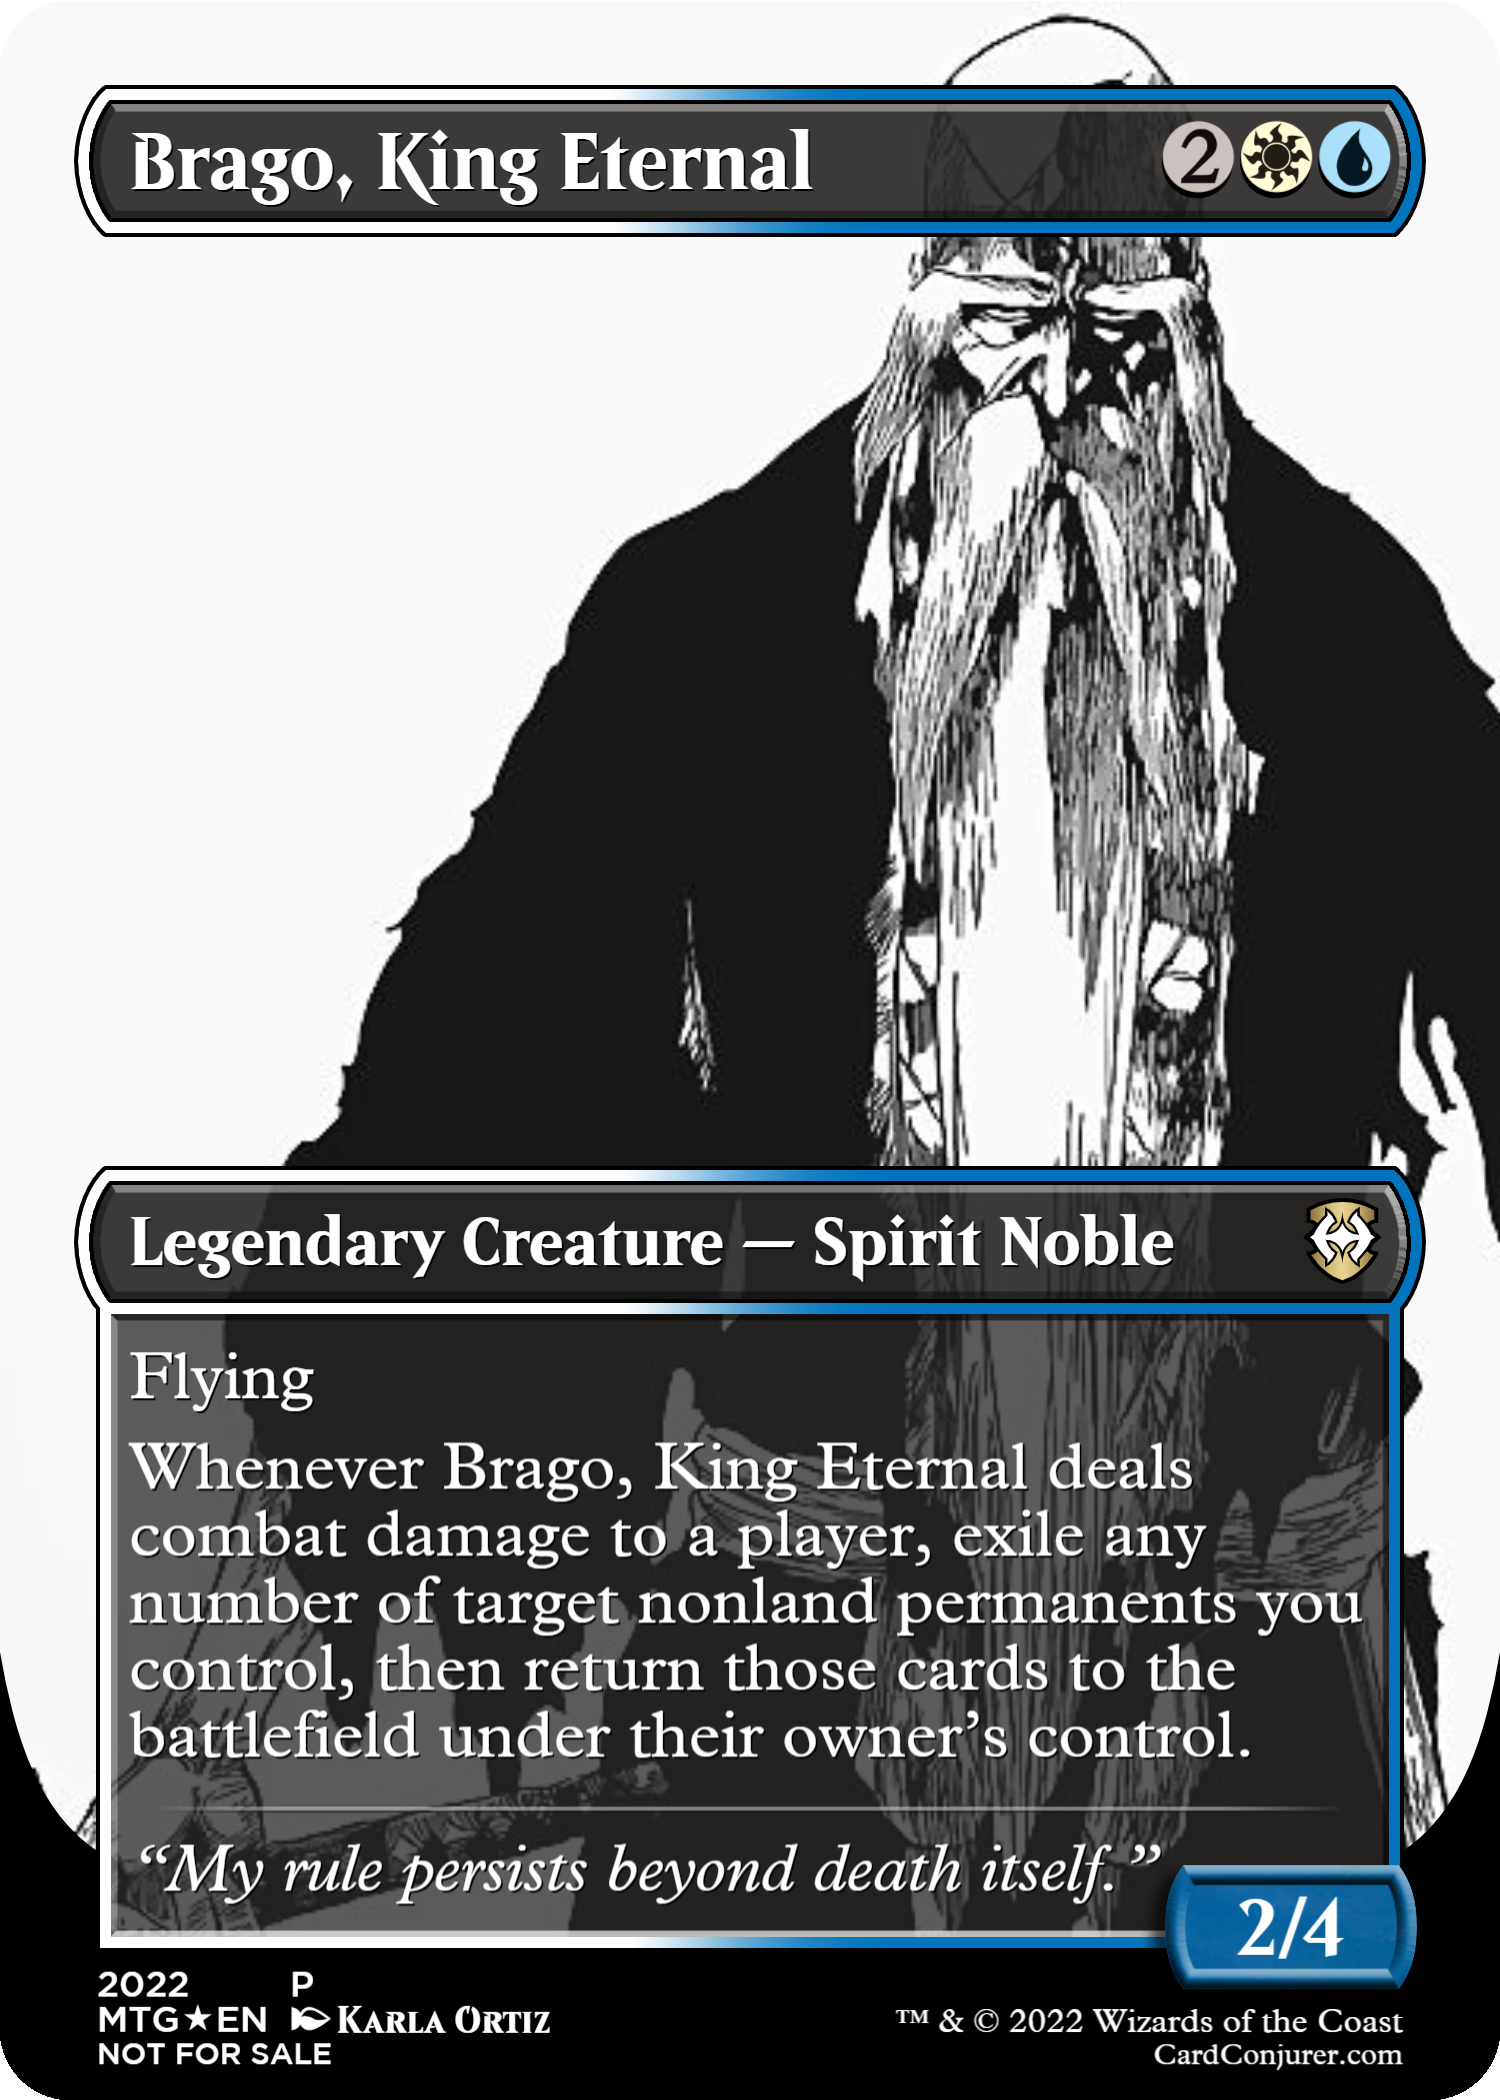 Brago, King Eternal 2
Legendary Creature — Spirit Noble
Flying
Whenever Brago, King Eternal deals
combat damage to a player, exile any
number of target nonland permanents you
control, then return those cards to the
battlefield under their owner’s control.
“My rule persists beyond death itself.”
2/4
2022 P
MTG★EN Karla Ortiz
NOT FOR SALE
™ & © 2022 Wizards of the Coast
CardConjurer.com